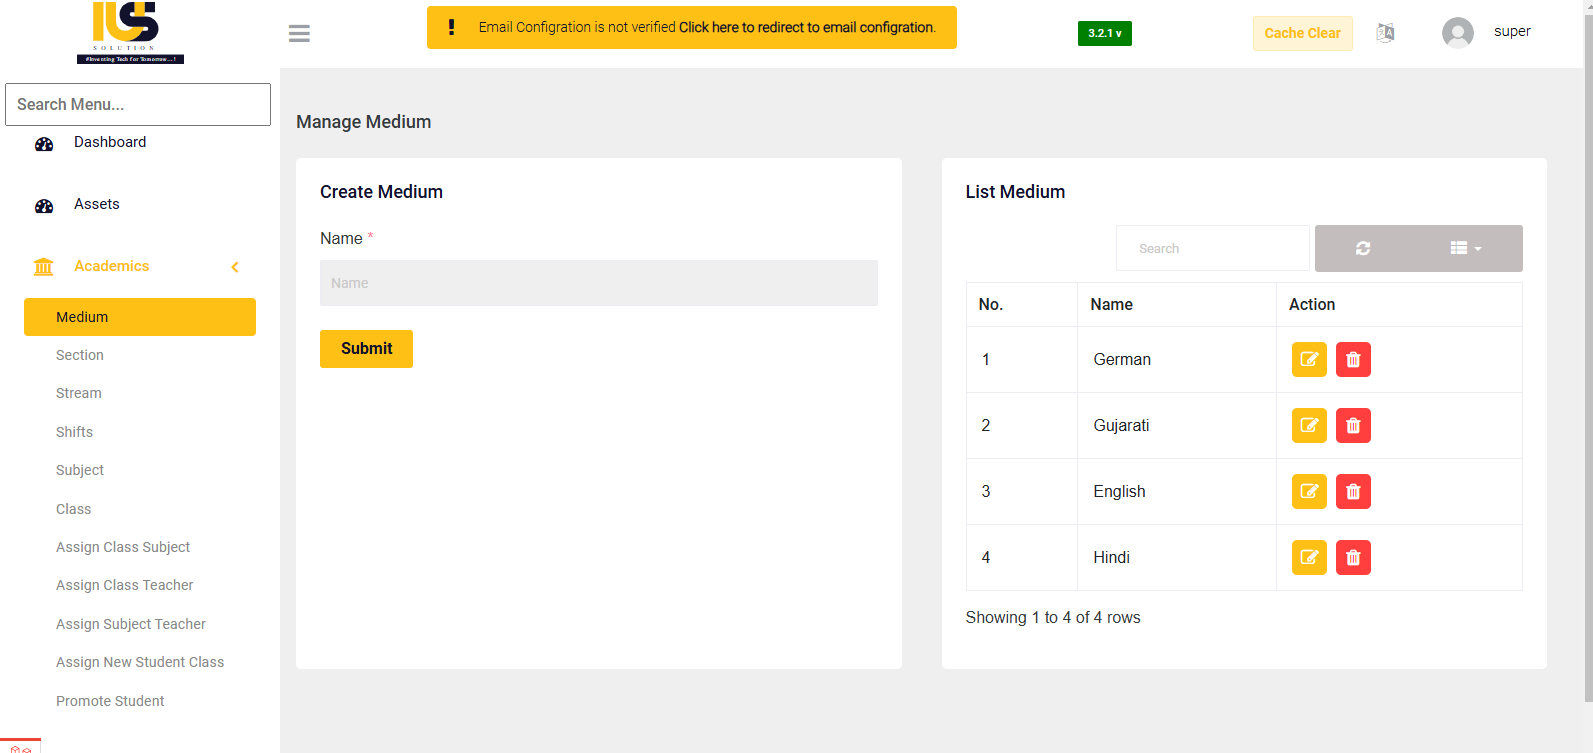 SOLUTION
#Inventing Tech for Tomorrow...!
Email Configration is not verified Click here to redirect to email configration.
3.2.1 v
Cache Clear
super
Search Menu...
Dashboard
Assets
Academics
Medium
Section
Stream
Shifts
Subject
Class
Assign Class Subject
Assign Class Teacher
Assign Subject Teacher
Assign New Student Class
Promote Student
Manage Medium
Create Medium
Name *
Name
Submit
List Medium
Search
No. Name Action
1 German
2 Gujarati
3 English
4 Hindi
Showing 1 to 4 of 4 rows